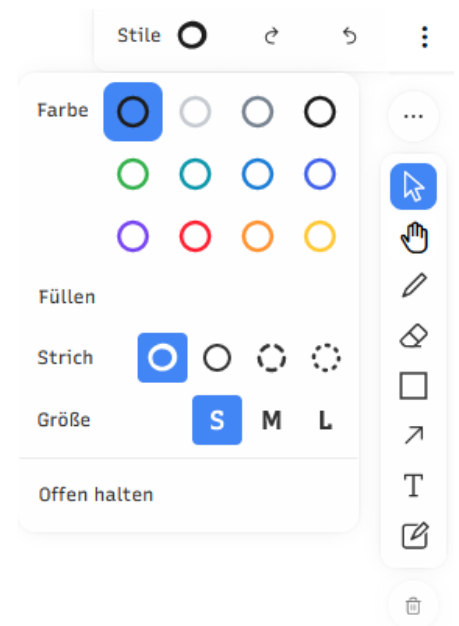 Stile
Farbe
Füllen
Strich
Größe S M L
Offen halten
T